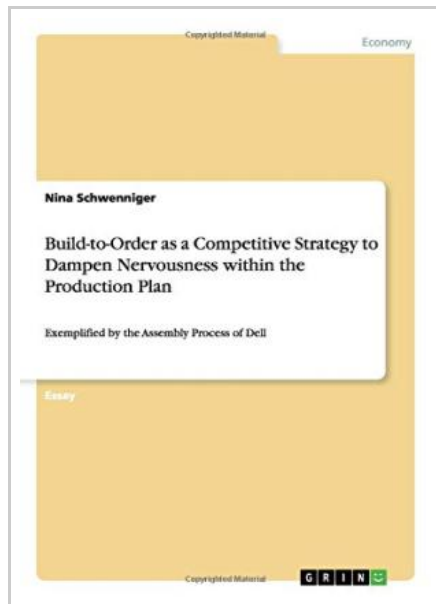 Copyrighted Material
Economy
Nina Schwenniger
Build-to-Order as a Competitive Strategy to
Dampen Nervousness within the
Production Plan
Exemplified by the Assembly Process of Dell
Essay
Copyrighted Material
GRIN